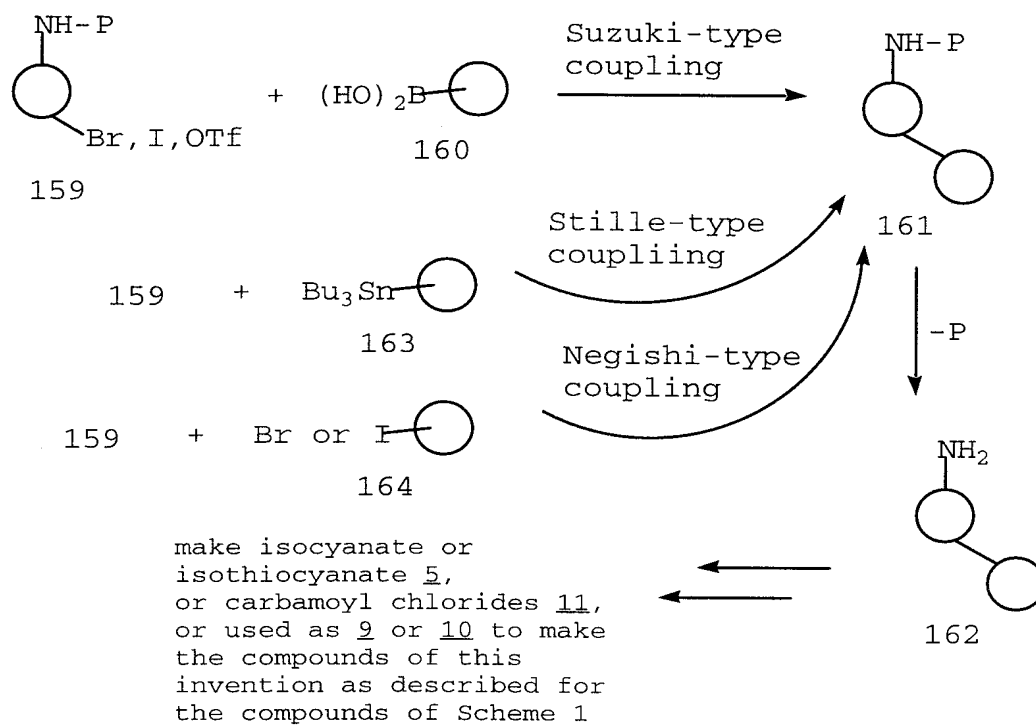 NH-P
Suzuki-type
coupling
NH-P
+ (HO)2B
Br, I, OTf
160
159
161
Stille-type
coupliing
159 + Bu3Sn
163
-P
Negishi-type
coupling
159 + Br or I
164
NH2
make isocyanate or
isothiocyanate 5,
or carbamoyl chlorides 11,
or used as 9 or 10 to make
the compounds of this
invention as described for
the compounds of Scheme 1
162